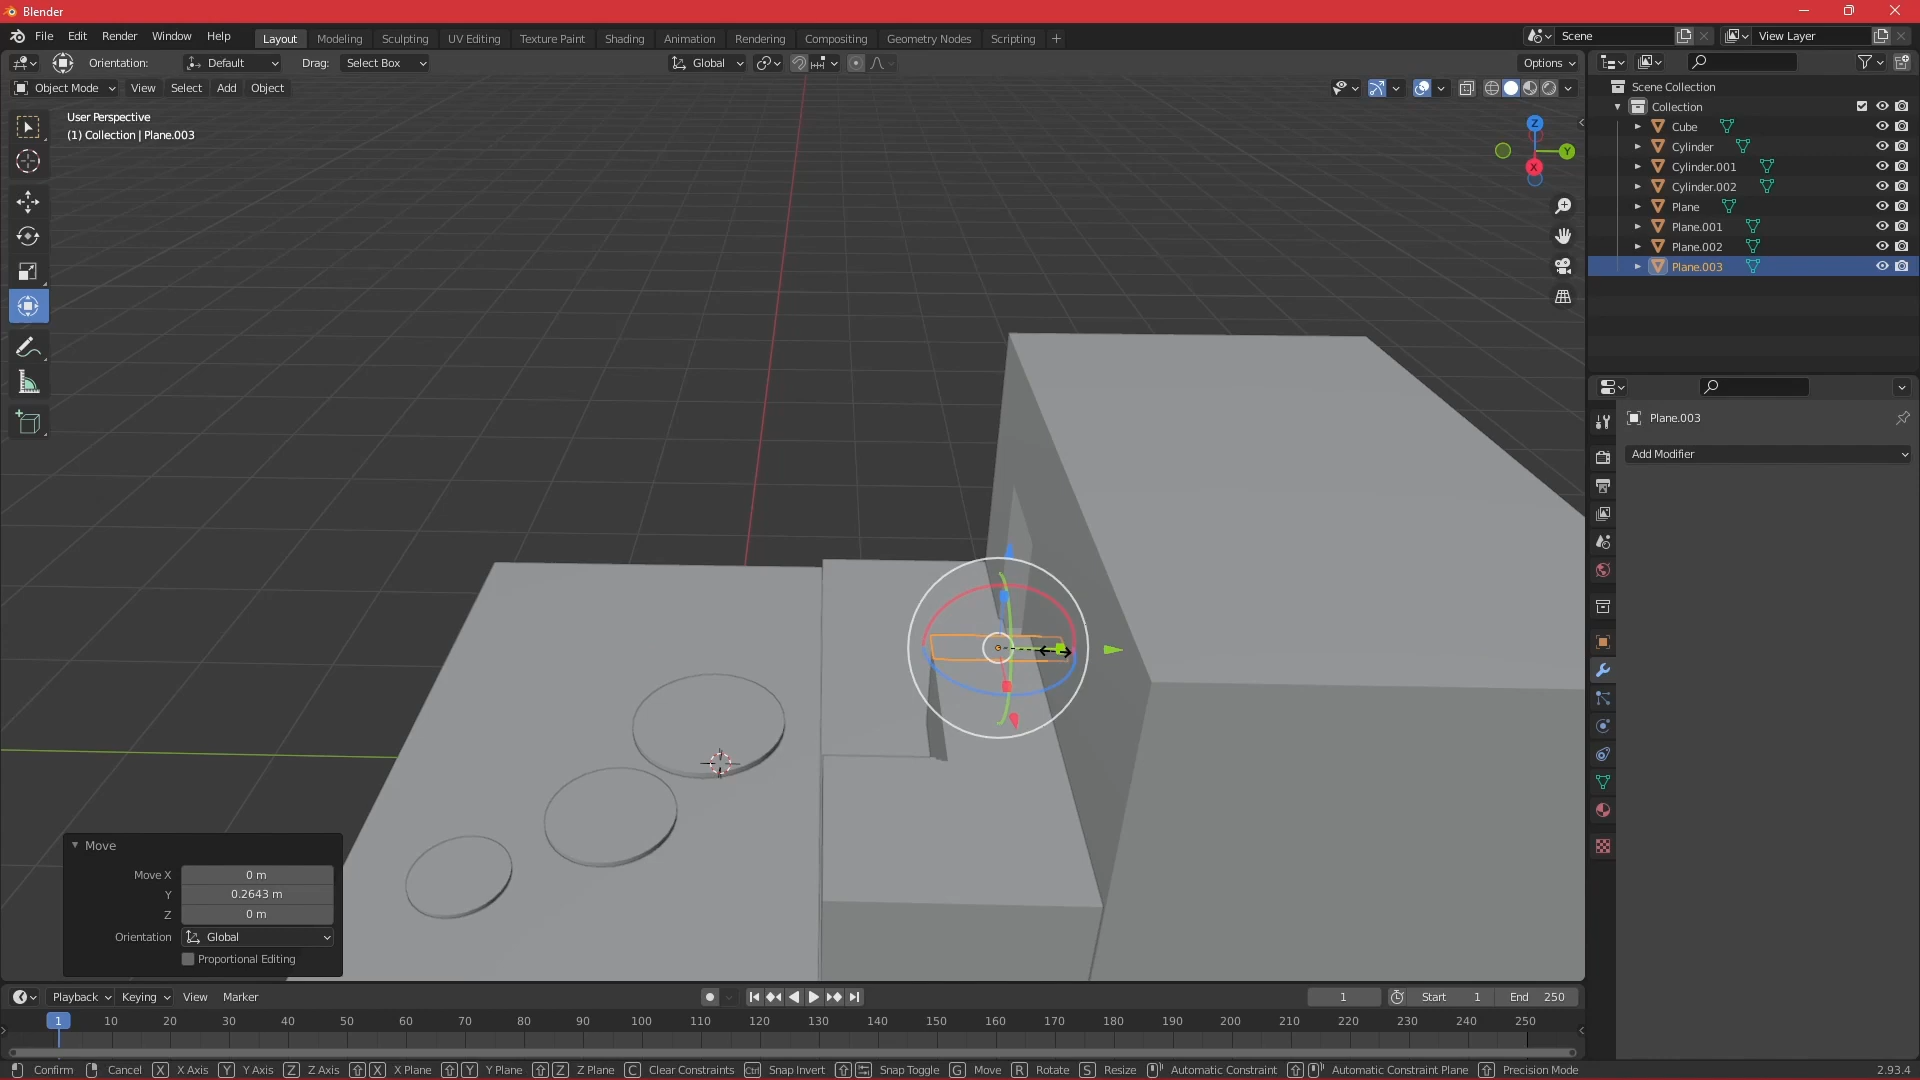 Blender
File Edit Render Window Help
Layout Modeling Sculpting UV Editing Texture Paint Shading Animation Rendering Compositing Geometry Nodes Scripting +
Scene
View Layer
Orientation: Default Drag: Select Box
Global
Options
Object Mode View Select Add Object
User Perspective
(1) Collection | Plane.003
Z
Y
X
Scene Collection
Collection
Cube
Cylinder
Cylinder.001
Cylinder.002
Plane
Plane.001
Plane.002
Plane.003
Plane.003
Add Modifier
Move
Move X 0 m
Y 0.2643 m
Z 0 m
Orientation Global
Proportional Editing
Playback Keying View Marker
1 Start 1 End 250
1 10 20 30 40 50 60 70 80 90 100 110 120 130 140 150 160 170 180 190 200 210 220 230 240 250
Confirm Cancel X X Axis Y Y Axis Z Z Axis X X Plane Y Y Plane Z Z Plane C Clear Constraints Ctrl Snap Invert Snap Toggle G Move R Rotate S Resize Automatic Constraint Automatic Constraint Plane Precision Mode 2.93.4